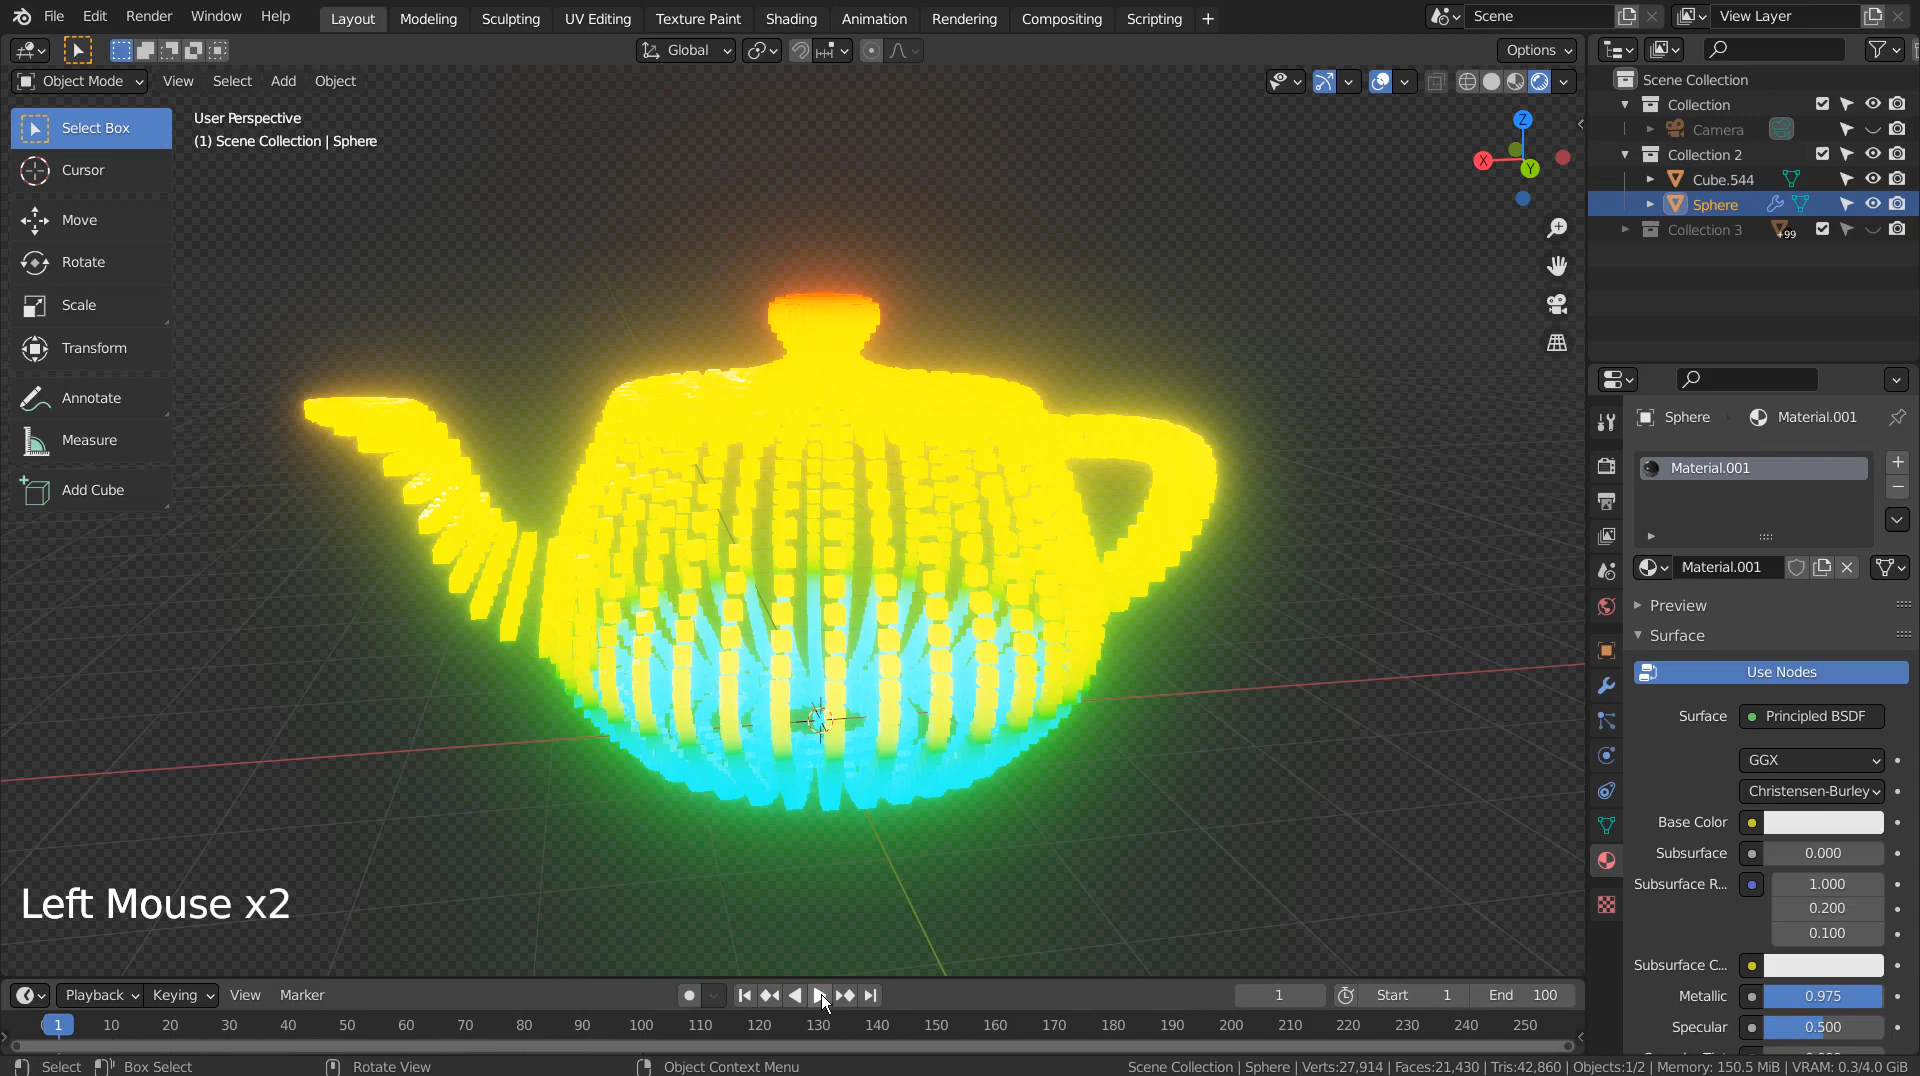 File Edit Render Window Help Layout Modeling Sculpting UV Editing Texture Paint Shading Animation Rendering Compositing Scripting + Scene View Layer
Global Options
Object Mode View Select Add Object
Select Box
Cursor
Move
Rotate
Scale
Transform
Annotate
Measure
Add Cube
User Perspective
(1) Scene Collection | Sphere
Z
X
Y
Left Mouse x2
Scene Collection
Collection
Camera
Collection 2
Cube.544
Sphere
Collection 3 +99
Sphere Material.001
Material.001
Material.001
Preview
Surface
Use Nodes
Surface Principled BSDF
GGX
Christensen-Burley
Base Color
Subsurface 0.000
Subsurface R... 1.000
0.200
0.100
Subsurface C...
Metallic 0.975
Specular 0.500
Playback Keying View Marker 1 Start 1 End 100
1 10 20 30 40 50 60 70 80 90 100 110 120 130 140 150 160 170 180 190 200 210 220 230 240 250
Select Box Select Rotate View Object Context Menu Scene Collection | Sphere | Verts:27,914 | Faces:21,430 | Tris:42,860 | Objects:1/2 | Memory: 150.5 MiB | VRAM: 0.3/4.0 GiB